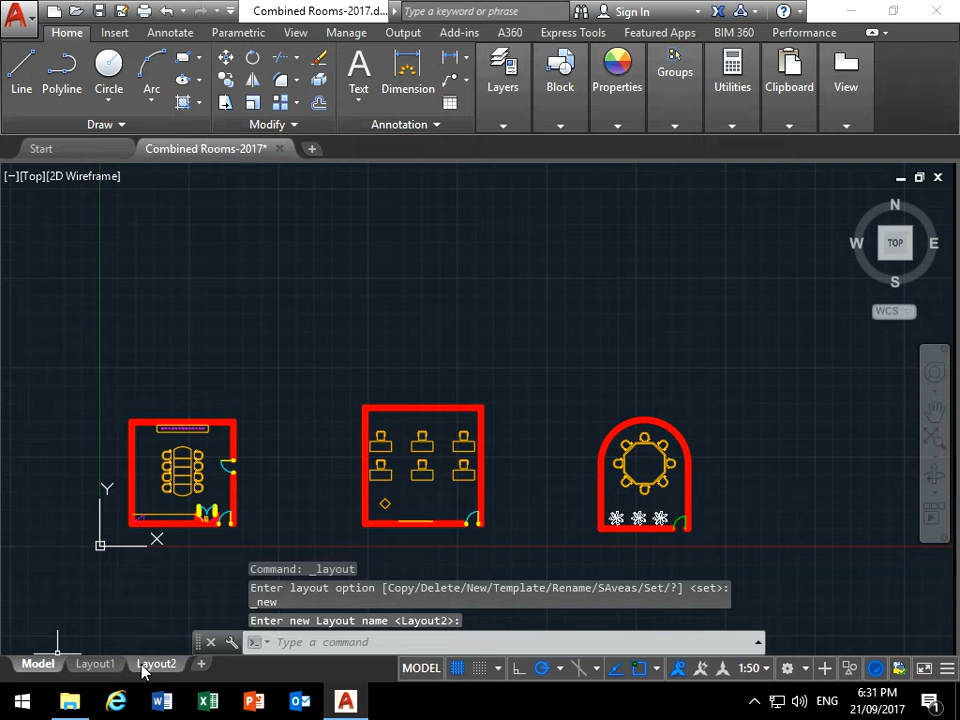 Combined Rooms-2017.d...
Type a keyword or phrase
Sign In
Home
Insert
Annotate
Parametric
View
Manage
Output
Add-ins
A360
Express Tools
Featured Apps
BIM 360
Performance
Line
Polyline
Circle
Arc
Text
Dimension
Layers
Block
Properties
Groups
Utilities
Clipboard
View
Draw
Modify
Annotation
Start
Combined Rooms-2017*
[−][Top][2D Wireframe]
N
W
TOP
E
S
WCS
Y
X
Command: _layout
Enter layout option [Copy/Delete/New/Template/Rename/SAveas/Set/?] <set>:
_new
Enter new Layout name <Layout2>:
Type a command
Model
Layout1
Layout2
MODEL
1:50
ENG
6:31 PM
21/09/2017